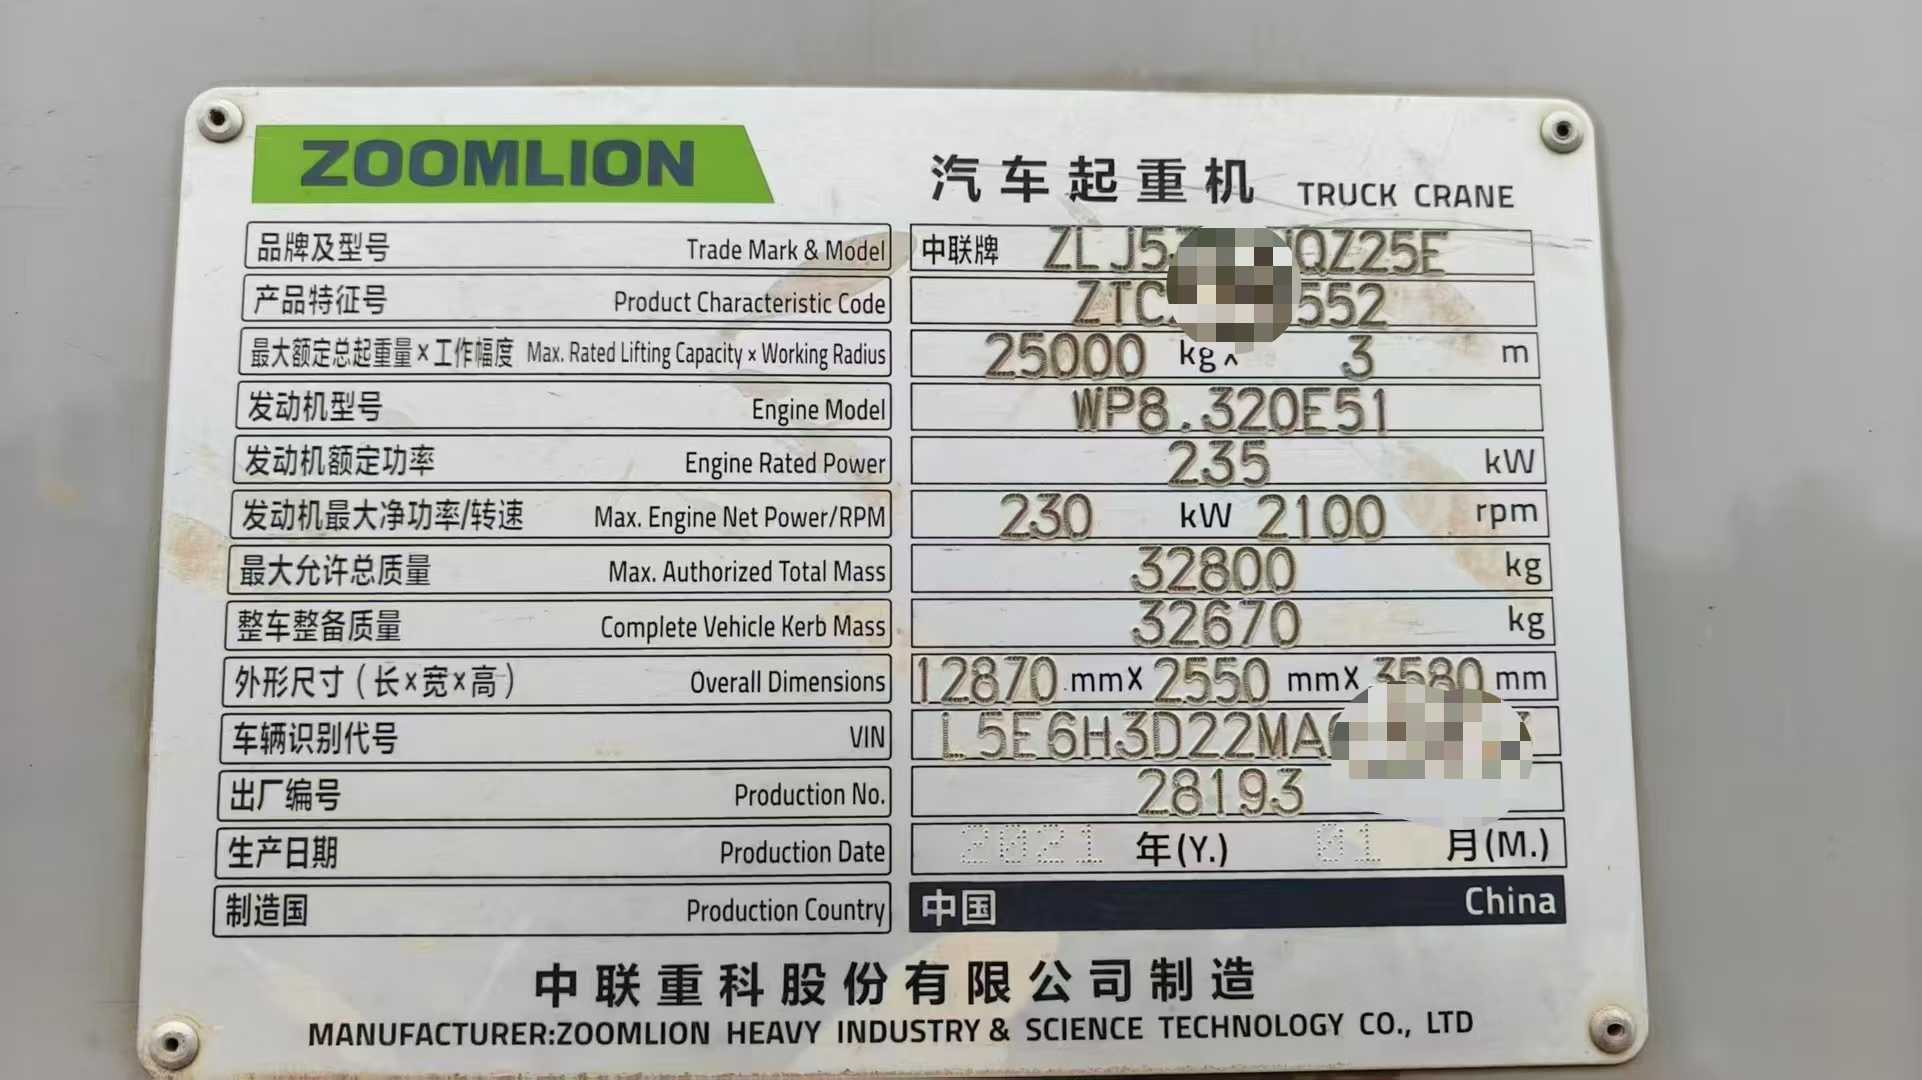 ZOOMLION
汽车起重机 TRUCK CRANE
品牌及型号 Trade Mark & Model 中联牌 ZLJ5 QZ25E
产品特征号 Product Characteristic Code ZTC 552
最大额定总起重量×工作幅度 Max. Rated Lifting Capacity × Working Radius 25000 kg× 3 m
发动机型号 Engine Model WP8.320E51
发动机额定功率 Engine Rated Power 235 kW
发动机最大净功率/转速 Max. Engine Net Power/RPM 230 kW 2100 rpm
最大允许总质量 Max. Authorized Total Mass 32800 kg
整车整备质量 Complete Vehicle Kerb Mass 32670 kg
外形尺寸(长×宽×高) Overall Dimensions 12870 mm× 2550 mm× 3580 mm
车辆识别代号 VIN L5E6H3D22MA
出厂编号 Production No. 28193
生产日期 Production Date 2021 年(Y.) 01 月(M.)
制造国 Production Country 中国 China
中联重科股份有限公司制造
MANUFACTURER:ZOOMLION HEAVY INDUSTRY & SCIENCE TECHNOLOGY CO., LTD